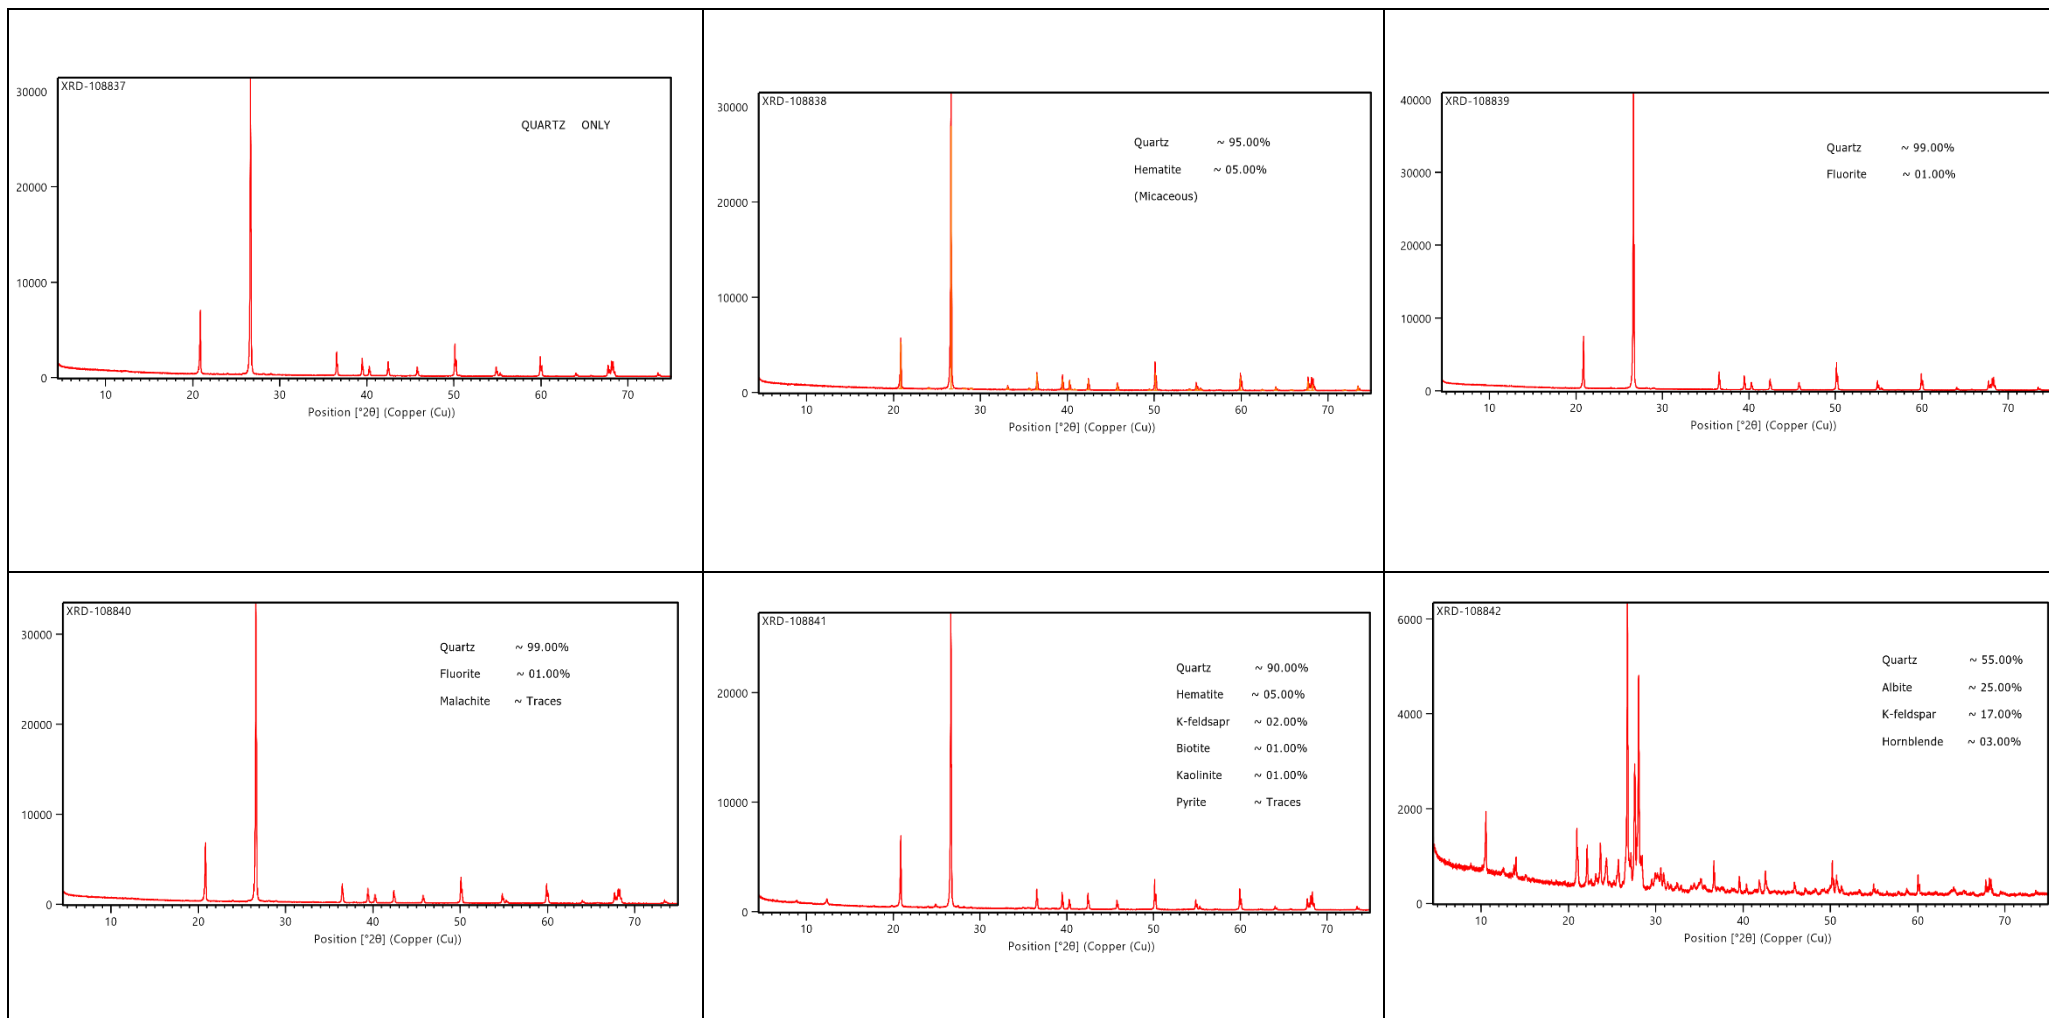 XRD-108837
QUARTZ ONLY
30000
20000
10000
0
10 20 30 40 50 60 70
Position [°2θ] (Copper (Cu))
XRD-108838
Quartz ~ 95.00%
Hematite ~ 05.00%
(Micaceous)
30000
20000
10000
0
10 20 30 40 50 60 70
Position [°2θ] (Copper (Cu))
XRD-108839
Quartz ~ 99.00%
Fluorite ~ 01.00%
40000
30000
20000
10000
0
10 20 30 40 50 60 70
Position [°2θ] (Copper (Cu))
XRD-108840
Quartz ~ 99.00%
Fluorite ~ 01.00%
Malachite ~ Traces
30000
20000
10000
0
10 20 30 40 50 60 70
Position [°2θ] (Copper (Cu))
XRD-108841
Quartz ~ 90.00%
Hematite ~ 05.00%
K-feldsapr ~ 02.00%
Biotite ~ 01.00%
Kaolinite ~ 01.00%
Pyrite ~ Traces
20000
10000
0
10 20 30 40 50 60 70
Position [°2θ] (Copper (Cu))
XRD-108842
Quartz ~ 55.00%
Albite ~ 25.00%
K-feldspar ~ 17.00%
Hornblende ~ 03.00%
6000
4000
2000
0
10 20 30 40 50 60 70
Position [°2θ] (Copper (Cu))